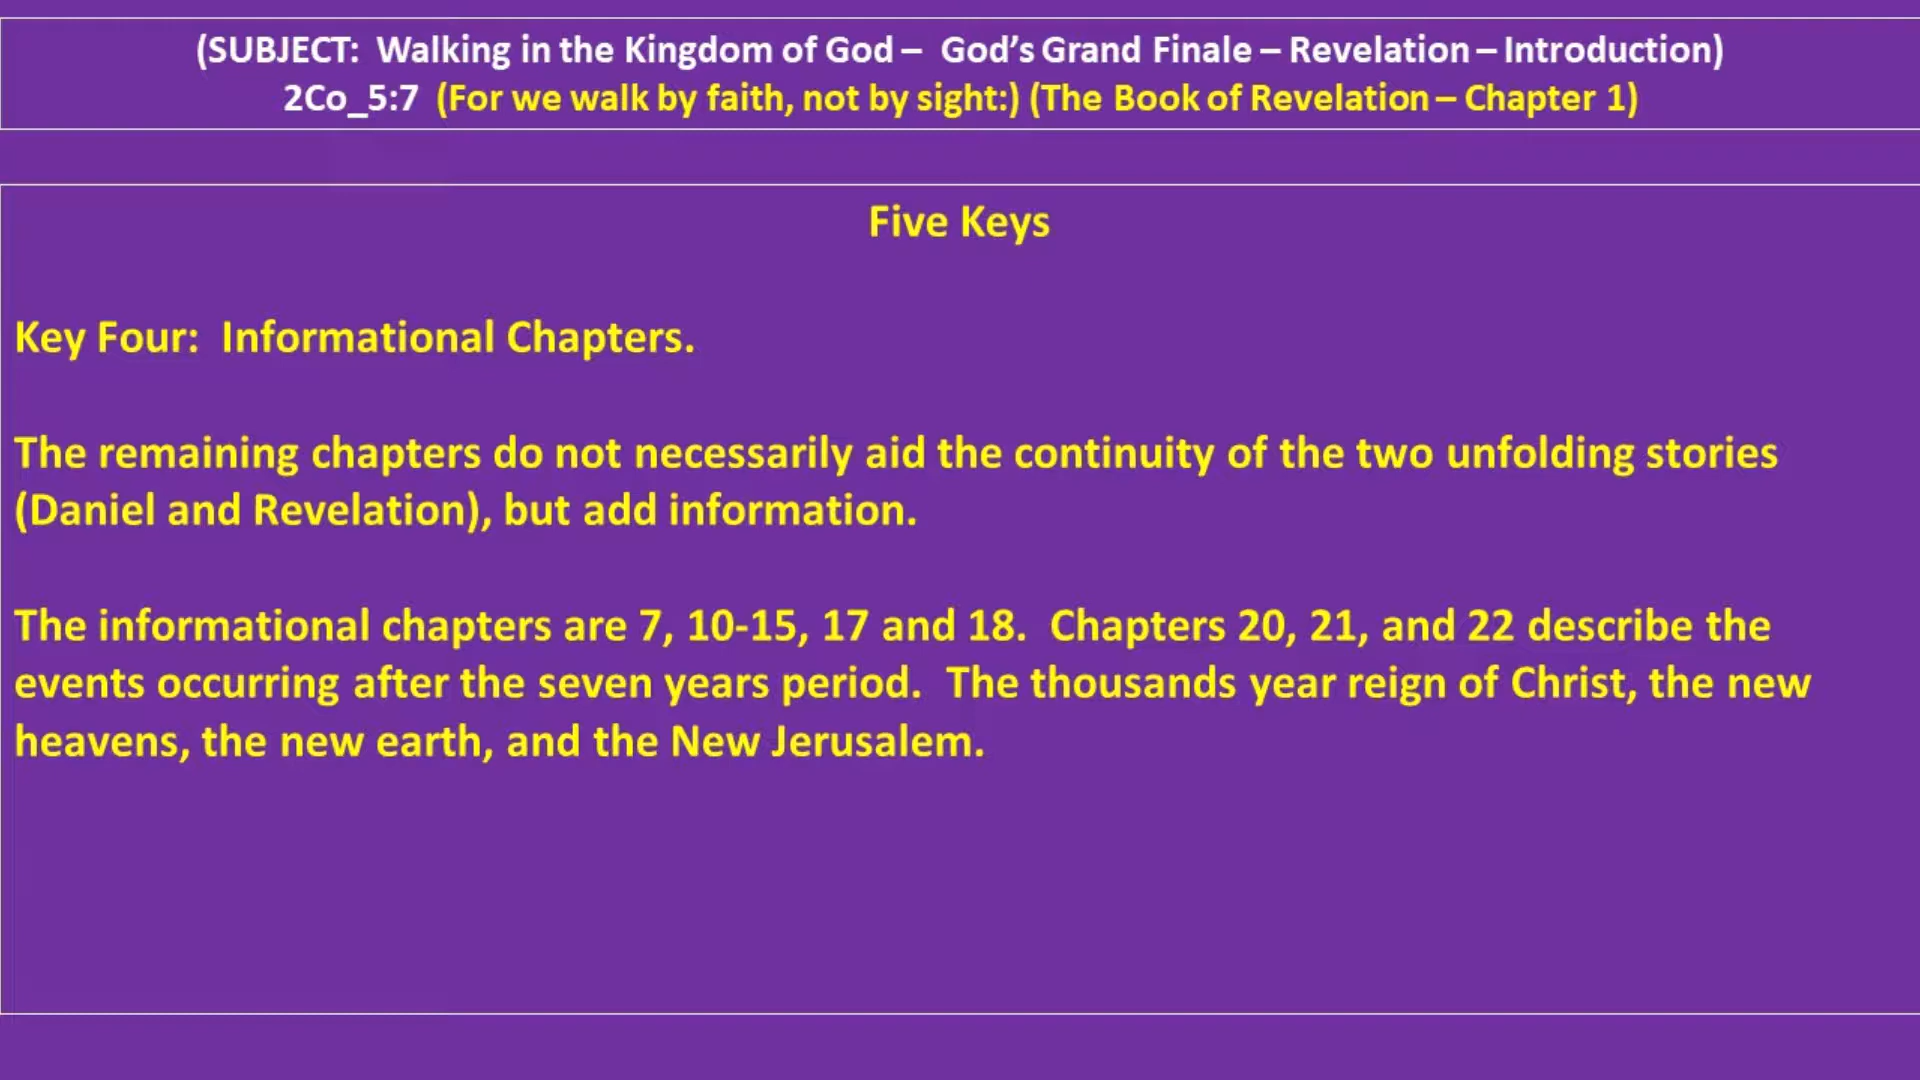 (SUBJECT:  Walking in the Kingdom of God –  God’s Grand Finale – Revelation – Introduction)
2Co_5:7  (For we walk by faith, not by sight:) (The Book of Revelation – Chapter 1)
Five Keys
Key Four:  Informational Chapters.
The remaining chapters do not necessarily aid the continuity of the two unfolding stories
(Daniel and Revelation), but add information.
The informational chapters are 7, 10-15, 17 and 18.  Chapters 20, 21, and 22 describe the
events occurring after the seven years period.  The thousands year reign of Christ, the new
heavens, the new earth, and the New Jerusalem.